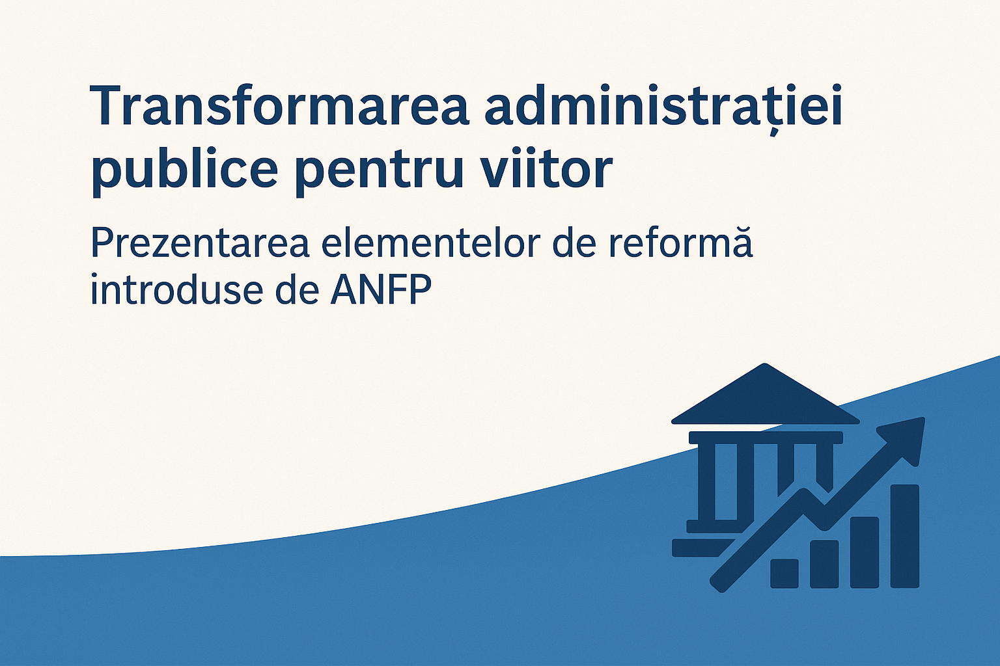 Transformarea administrației
publice pentru viitor
Prezentarea elementelor de reformă
introduse de ANFP